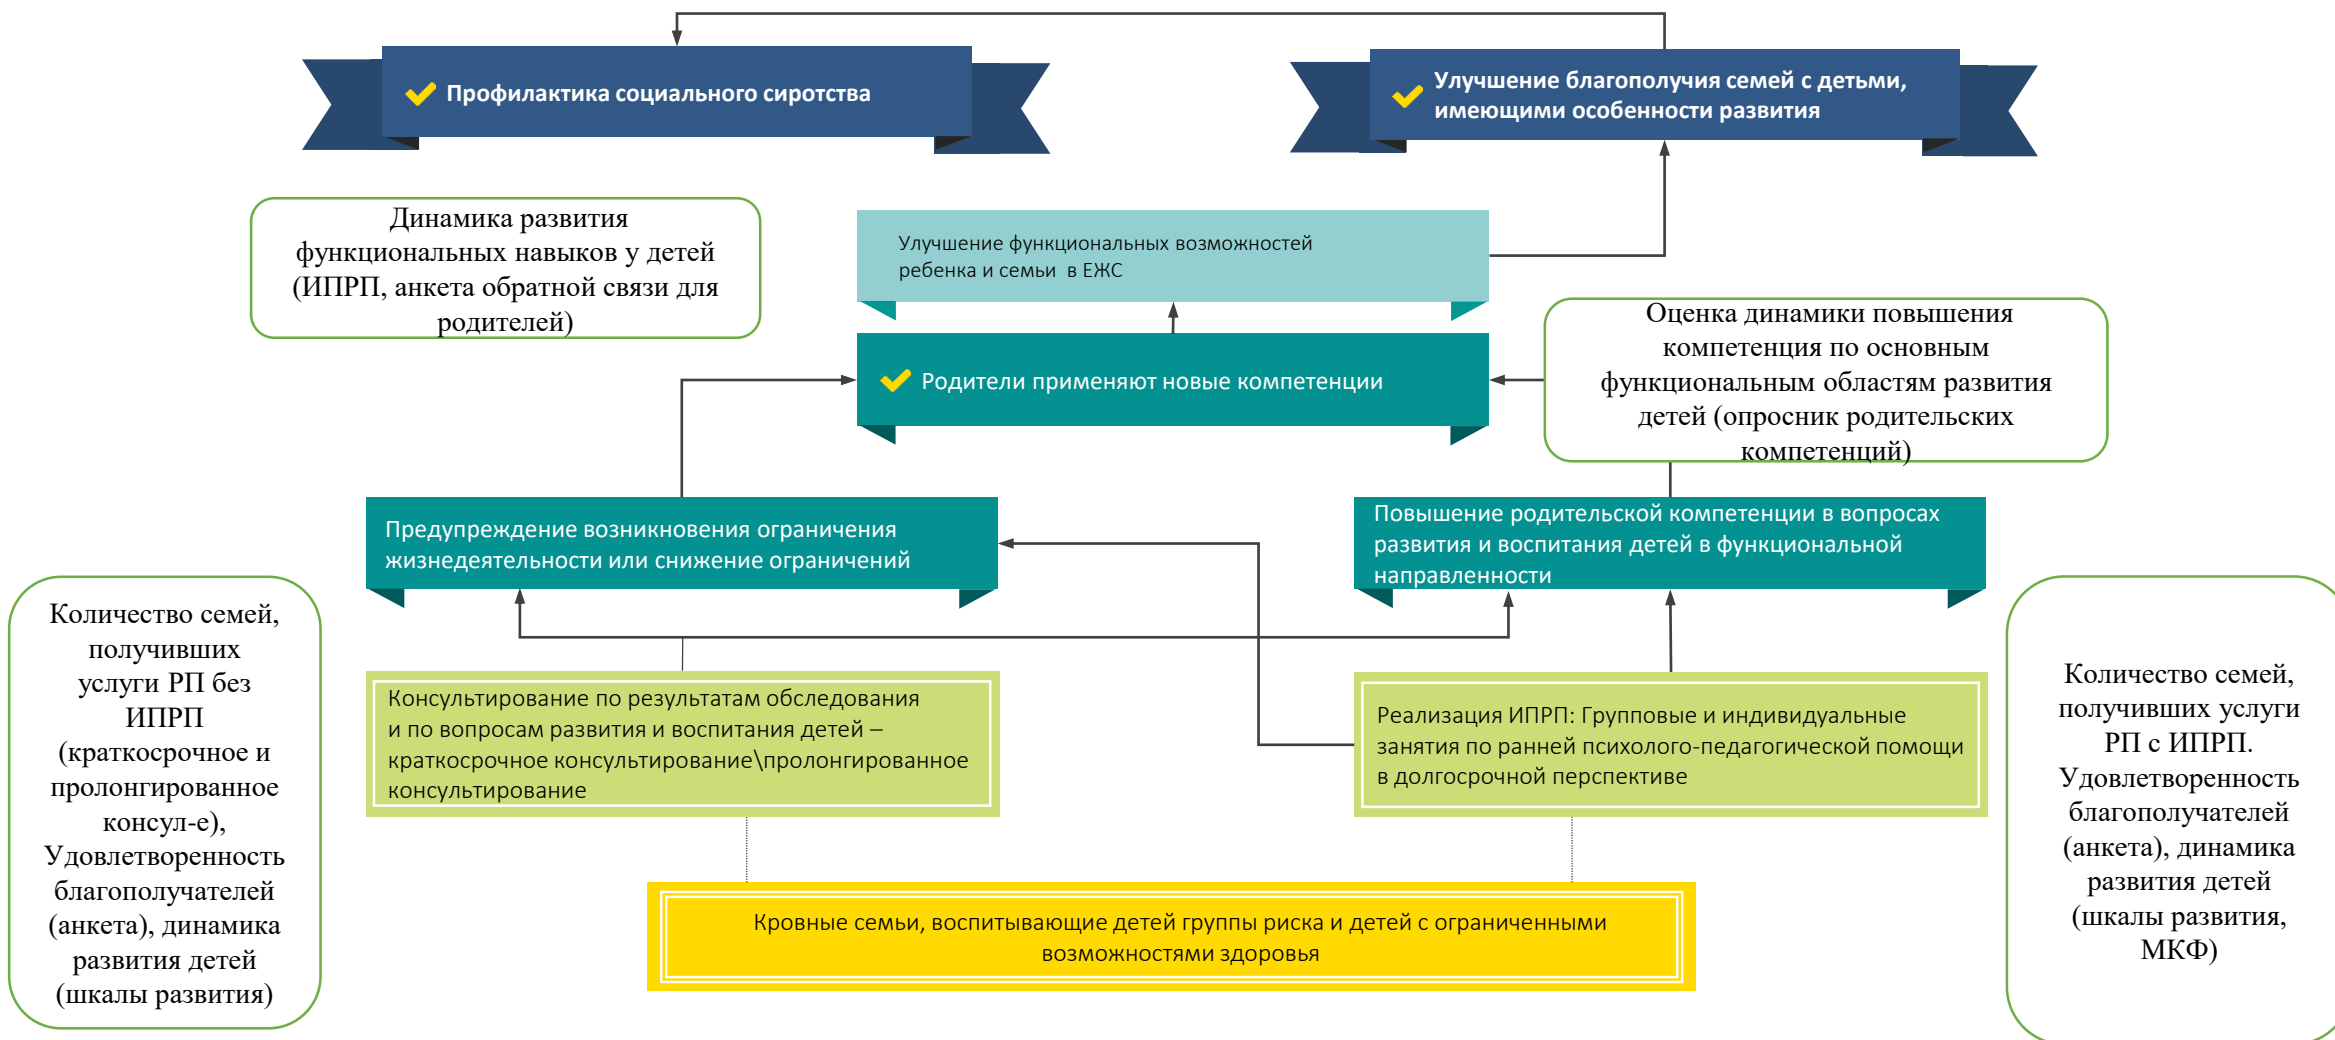 Профилактика социального сиротства
Улучшение благополучия семей с детьми,
имеющими особенности развития
Динамика развития
функциональных навыков у детей
(ИПРП, анкета обратной связи для
родителей)
Улучшение функциональных возможностей
ребенка и семьи в ЕЖС
Оценка динамики повышения
компетенция по основным
функциональным областям развития
детей (опросник родительских
компетенций)
Родители применяют новые компетенции
Предупреждение возникновения ограничения
жизнедеятельности или снижение ограничений
Повышение родительской компетенции в вопросах
развития и воспитания детей в функциональной
направленности
Количество семей,
получивших
услуги РП без
ИПРП
(краткосрочное и
пролонгированное
консул-е),
Удовлетворенность
благополучателей
(анкета), динамика
развития детей
(шкалы развития)
Консультирование по результатам обследования
и по вопросам развития и воспитания детей –
краткосрочное консультирование\пролонгированное
консультирование
Реализация ИПРП: Групповые и индивидуальные
занятия по ранней психолого-педагогической помощи
в долгосрочной перспективе
Количество семей,
получивших услуги
РП с ИПРП.
Удовлетворенность
благополучателей
(анкета), динамика
развития детей
(шкалы развития,
МКФ)
Кровные семьи, воспитывающие детей группы риска и детей с ограниченными
возможностями здоровья